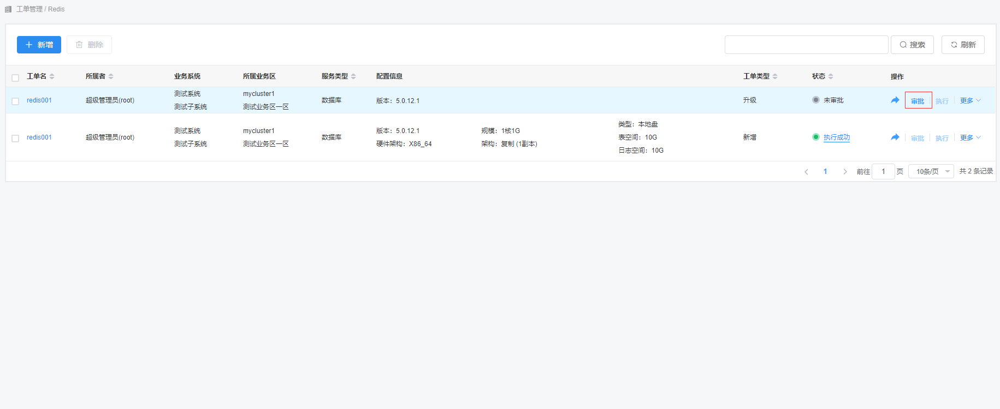 工单管理 / Redis
新增 删除 搜索 刷新
工单名 所属者 业务系统 所属业务区 服务类型 配置信息 工单类型 状态 操作
redis001 超级管理员(root) 测试系统 mycluster1 数据库 版本：5.0.12.1 升级 未审批 审批 执行 更多
测试子系统 测试业务区一区
类型：本地盘
redis001 超级管理员(root) 测试系统 mycluster1 数据库 版本：5.0.12.1 规模：1核1G 表空间：10G 新增 执行成功 审批 执行 更多
测试子系统 测试业务区一区 硬件架构：X86_64 架构：复制 (1副本)
日志空间：10G
1 前往 1 页 10条/页 共 2 条记录